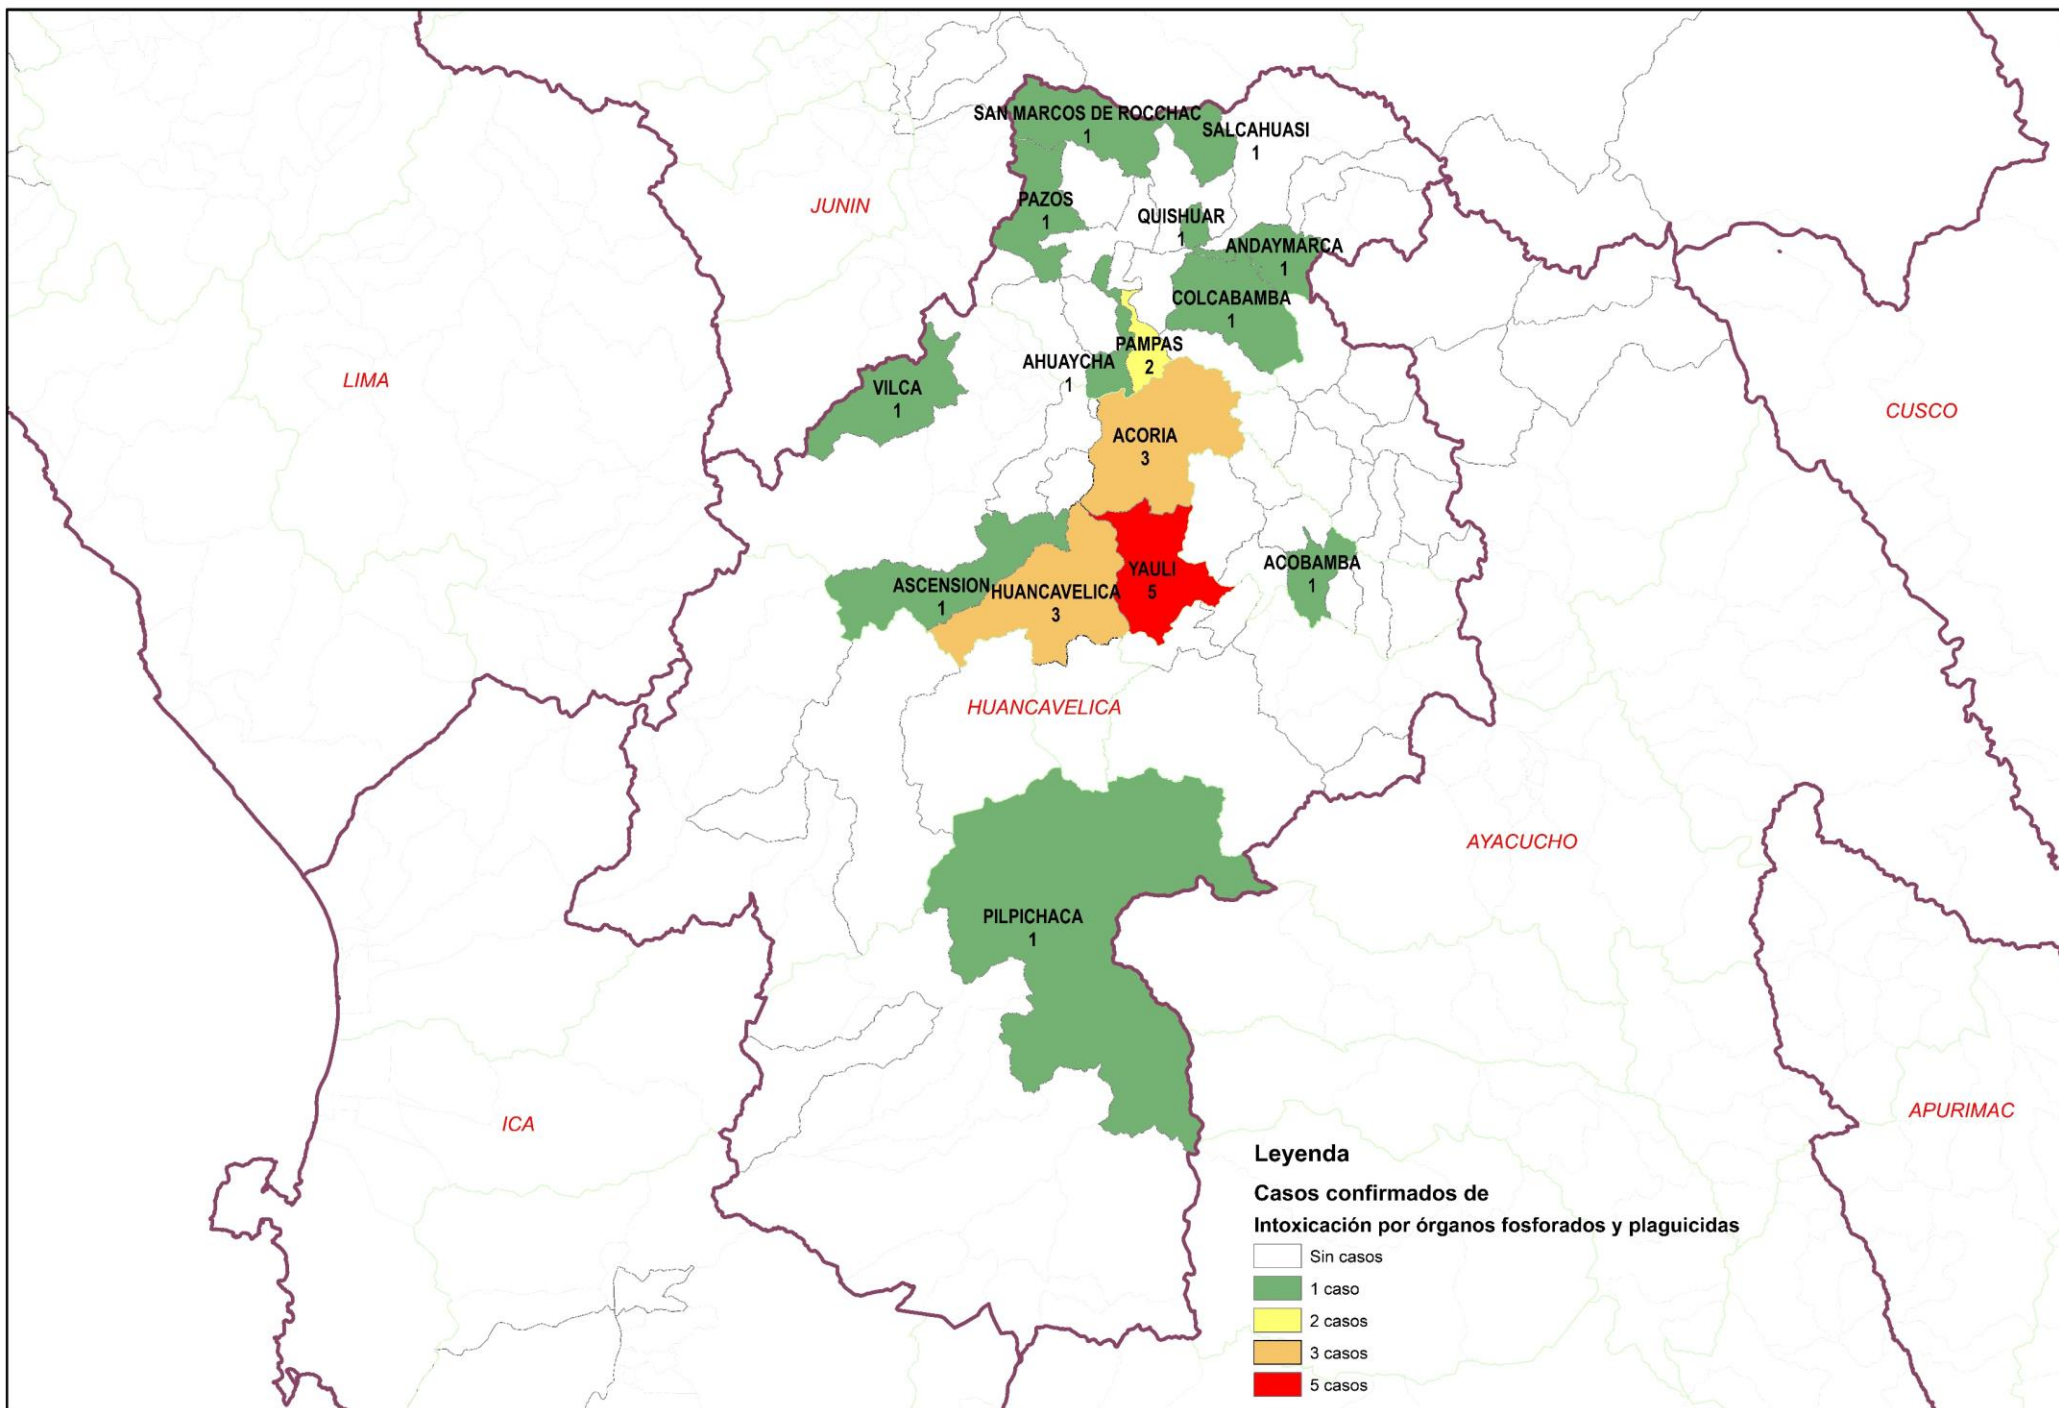 SAN MARCOS DE ROCCHAC
1
SALCAHUASI
1
JUNIN
PAZOS
1
QUISHUAR
1
ANDAYMARCA
1
COLCABAMBA
1
PAMPAS
2
AHUAYCHA
1
LIMA
VILCA
1
CUSCO
ACORIA
3
ACOBAMBA
1
YAULI
5
ASCENSION
1
HUANCAVELICA
3
HUANCAVELICA
AYACUCHO
PILPICHACA
1
ICA
APURIMAC
Leyenda
Casos confirmados de
Intoxicación por órganos fosforados y plaguicidas
Sin casos
1 caso
2 casos
3 casos
5 casos